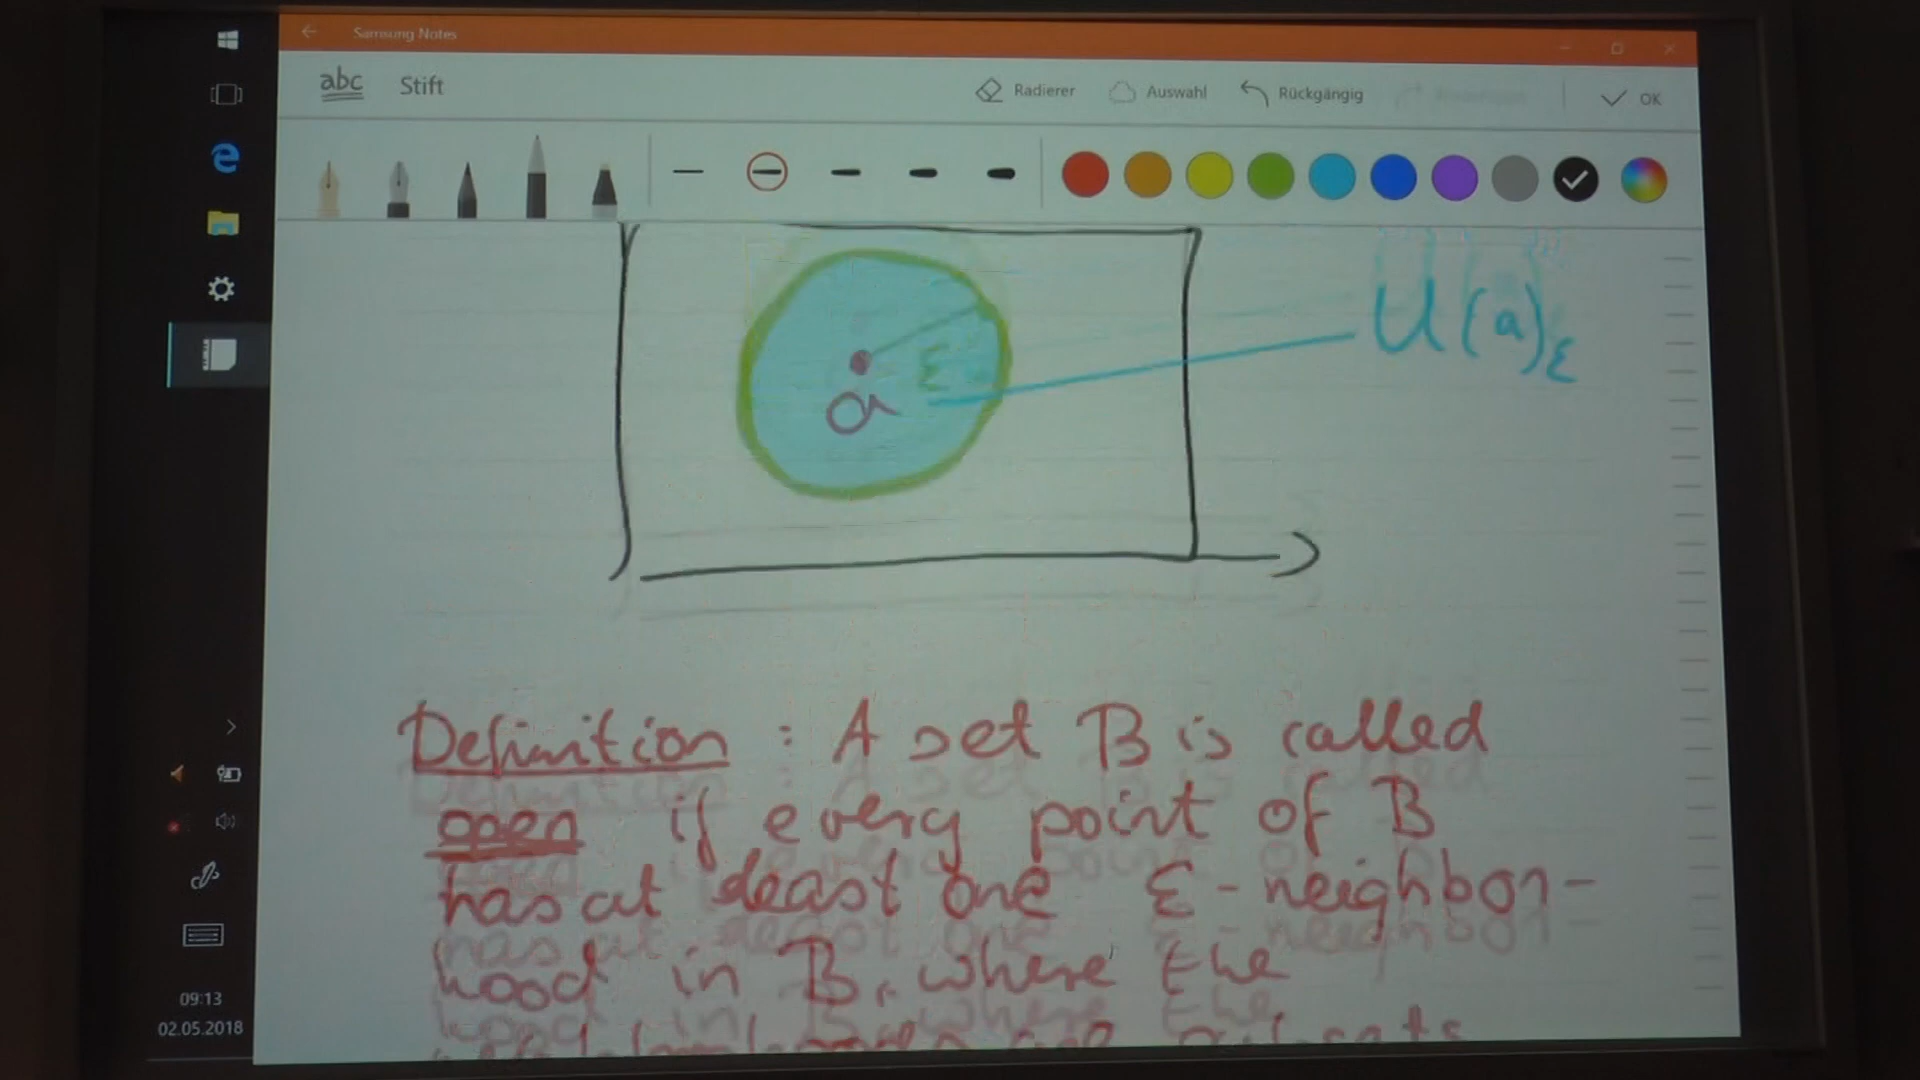 Samsung Notes
abc Stift Radierer Auswahl Rückgängig OK
U(a)ε
ε
a
Definition : A set B is called
open if every point of B
has at least one ε-neighbor-
hood in B, where the
09:13
02.05.2018